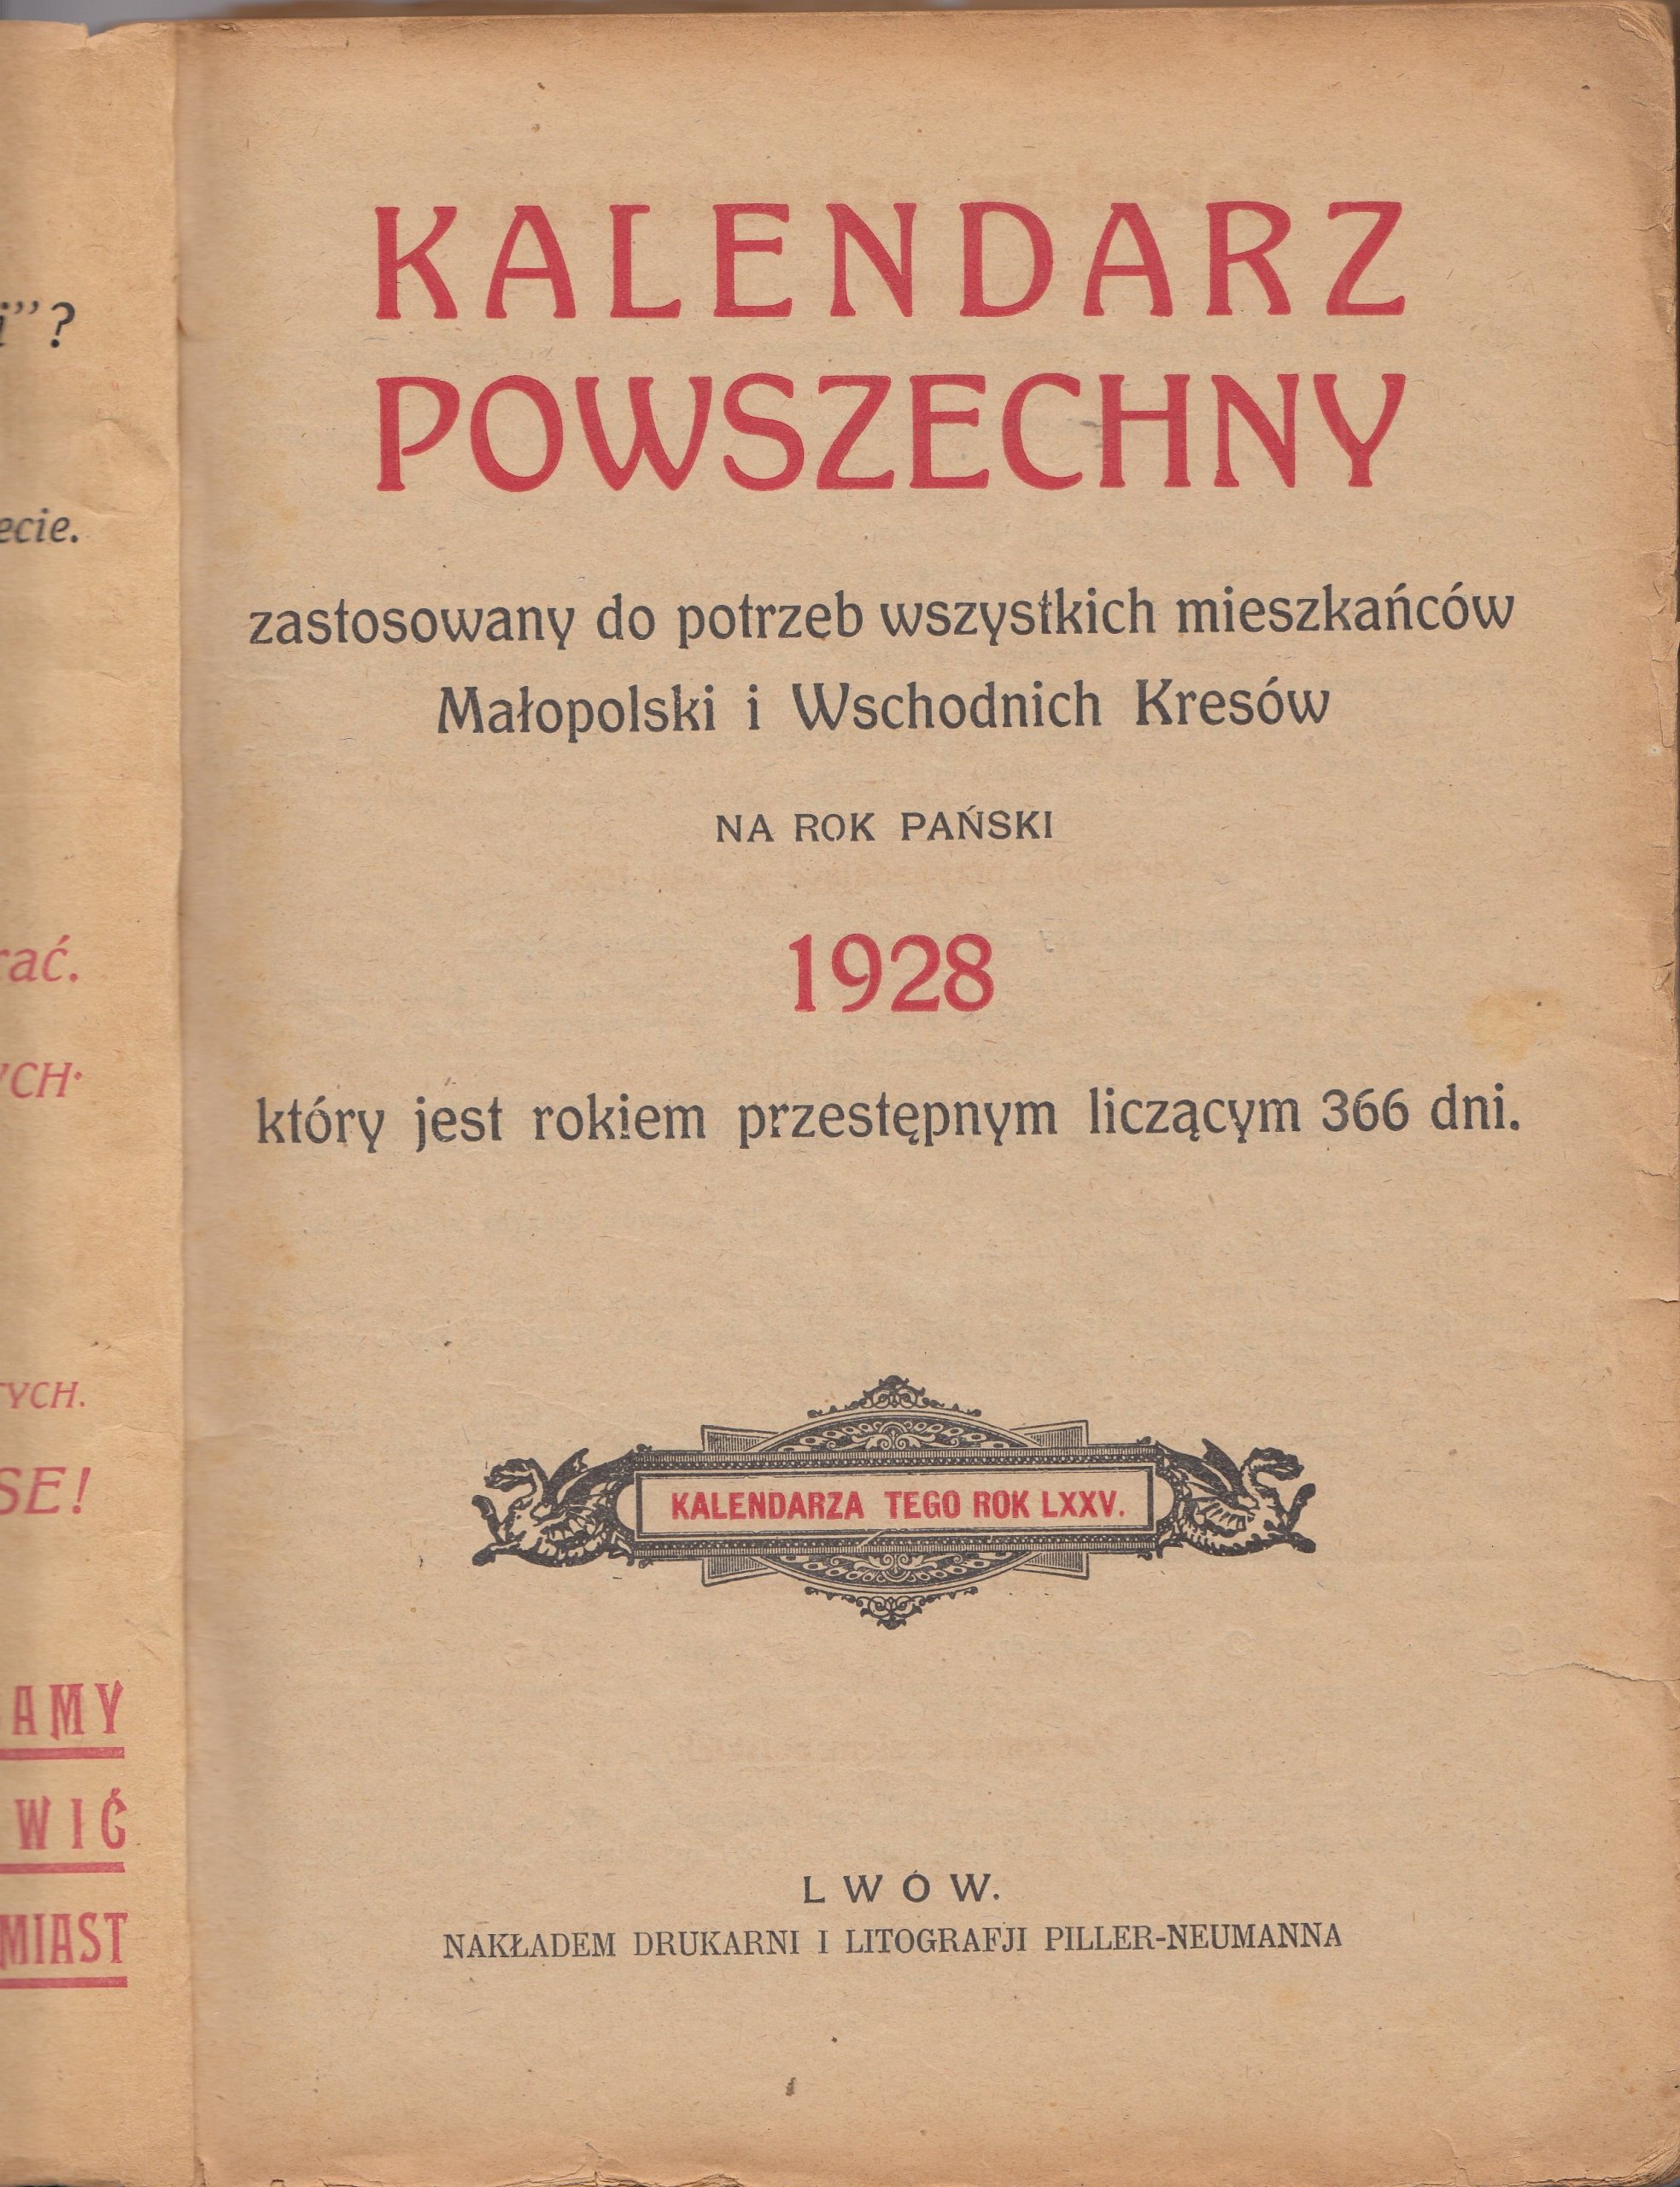 i” ?
ecie.
rać.
YCH·
TYCH.
SE!
AMY
WIĆ
MIAST
KALENDARZ
POWSZECHNY
zastosowany do potrzeb wszystkich mieszkańców
Małopolski i Wschodnich Kresów
NA ROK PAŃSKI
1928
który jest rokiem przestępnym liczącym 366 dni.
KALENDARZA TEGO ROK LXXV.
LWÓW.
NAKŁADEM DRUKARNI I LITOGRAFJI PILLER-NEUMANNA